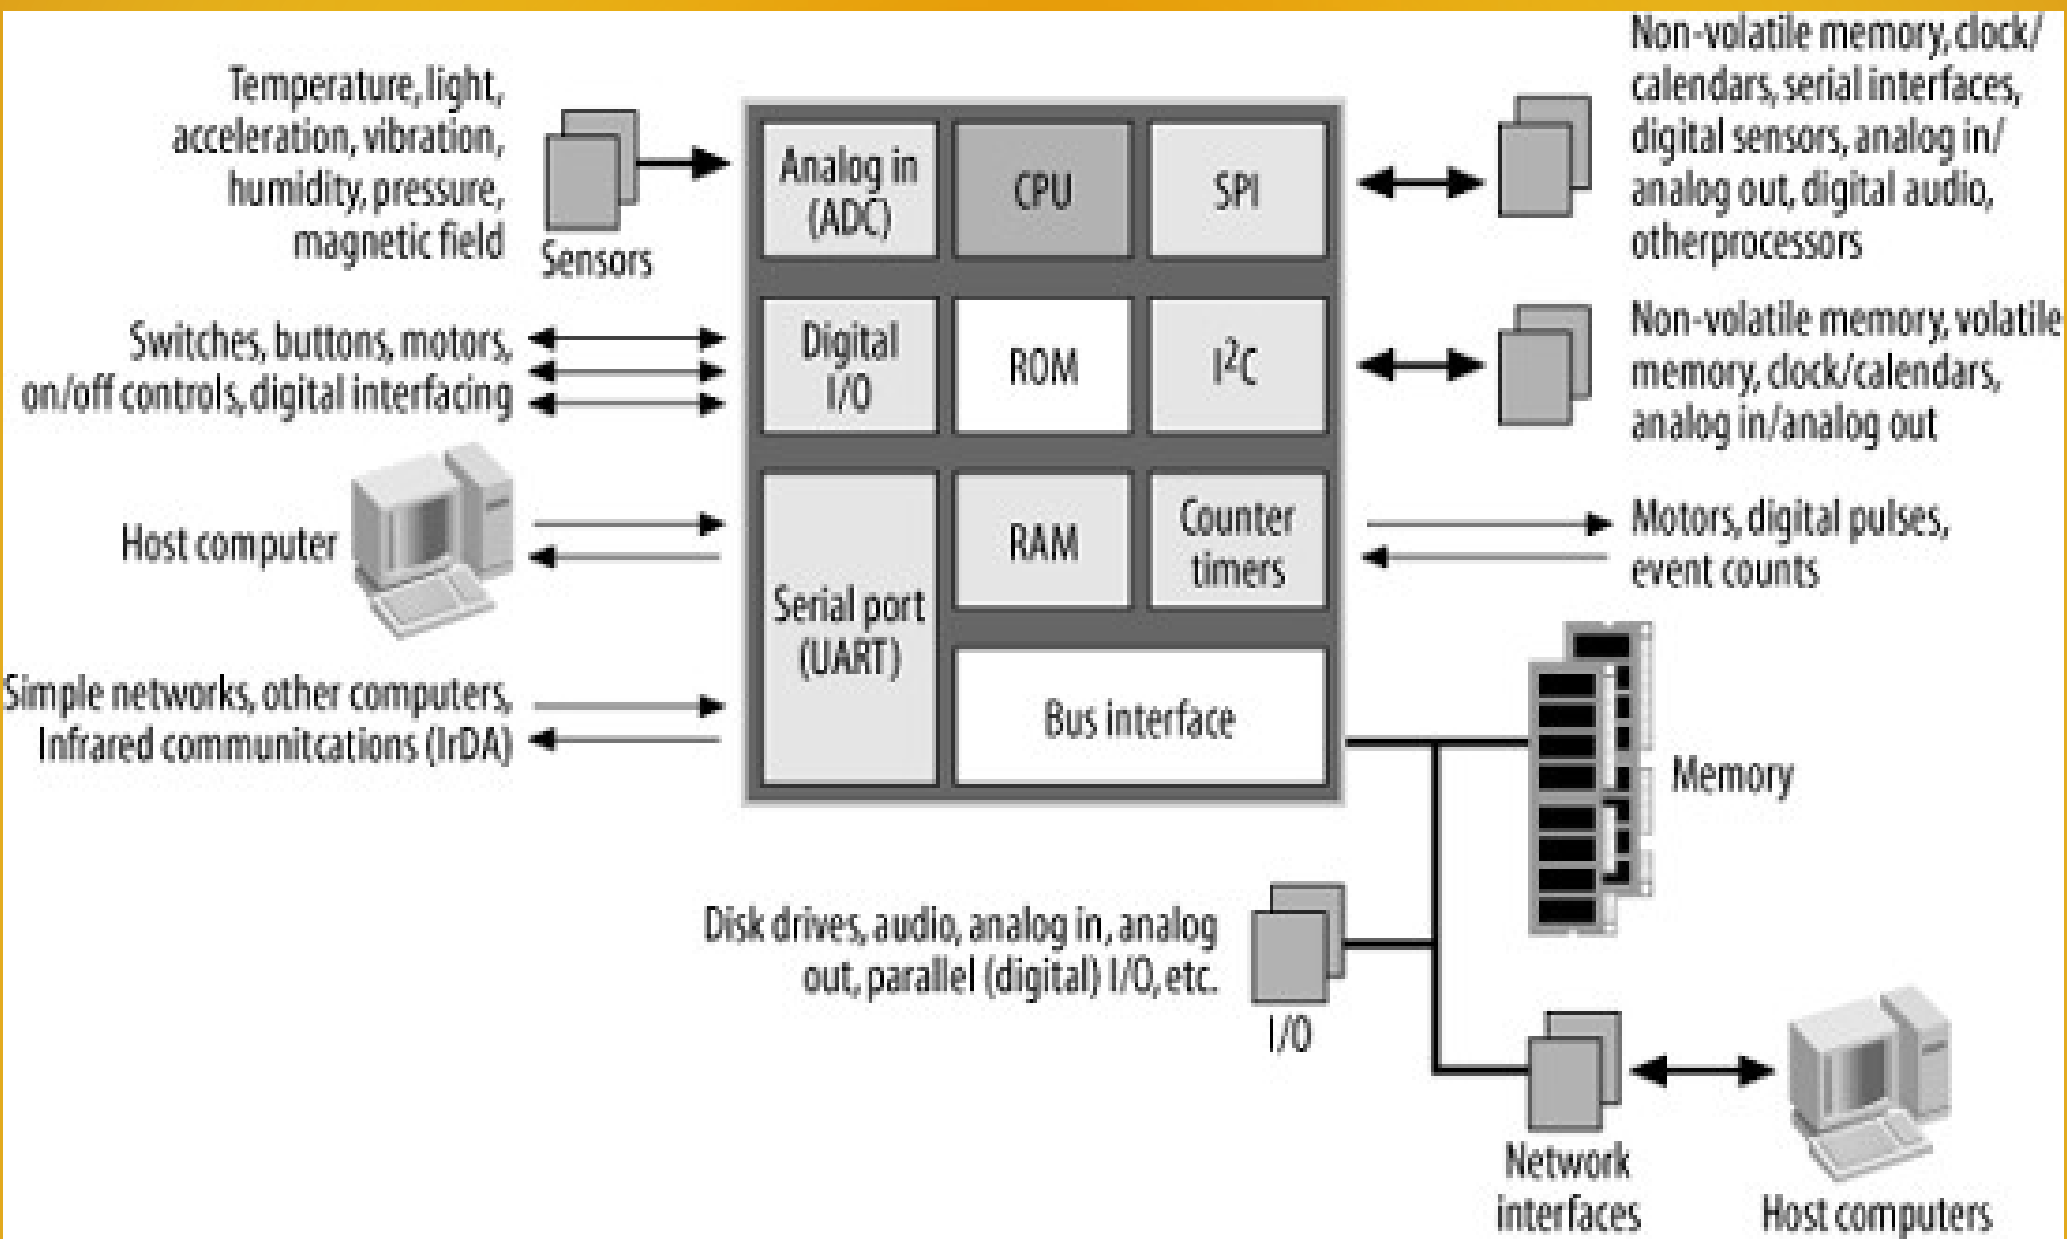 Temperature, light,
acceleration, vibration,
humidity, pressure,
magnetic field
Sensors
Switches, buttons, motors,
on/off controls, digital interfacing
Host computer
Simple networks, other computers,
Infrared communitcations (IrDA)
Analog in
(ADC)
CPU
SPI
Digital
I/O
ROM
I²C
Serial port
(UART)
RAM
Counter
timers
Bus interface
Non-volatile memory, clock/
calendars, serial interfaces,
digital sensors, analog in/
analog out, digital audio,
otherprocessors
Non-volatile memory, volatile
memory, clock/calendars,
analog in/analog out
Motors, digital pulses,
event counts
Memory
Disk drives, audio, analog in, analog
out, parallel (digital) I/O, etc.
I/O
Network
interfaces
Host computers